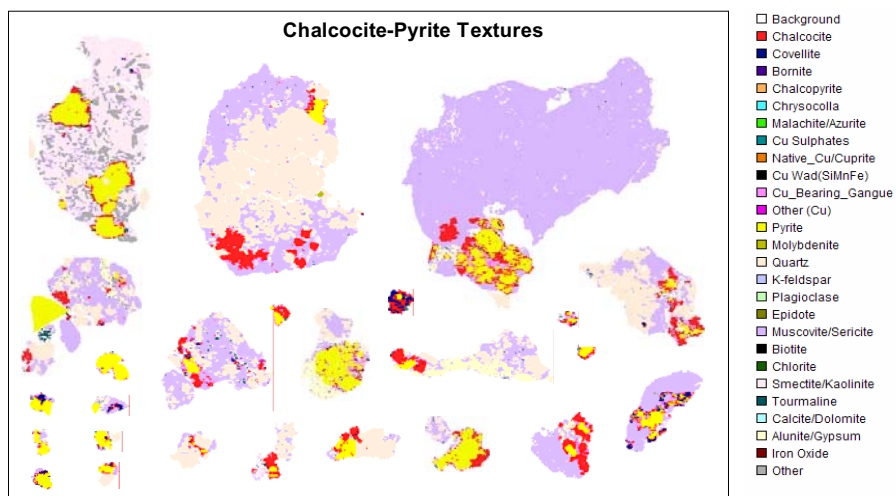 Chalcocite-Pyrite Textures
Background
Chalcocite
Covellite
Bornite
Chalcopyrite
Chrysocolla
Malachite/Azurite
Cu Sulphates
Native_Cu/Cuprite
Cu Wad(SiMnFe)
Cu_Bearing_Gangue
Other (Cu)
Pyrite
Molybdenite
Quartz
K-feldspar
Plagioclase
Epidote
Muscovite/Sericite
Biotite
Chlorite
Smectite/Kaolinite
Tourmaline
Calcite/Dolomite
Alunite/Gypsum
Iron Oxide
Other